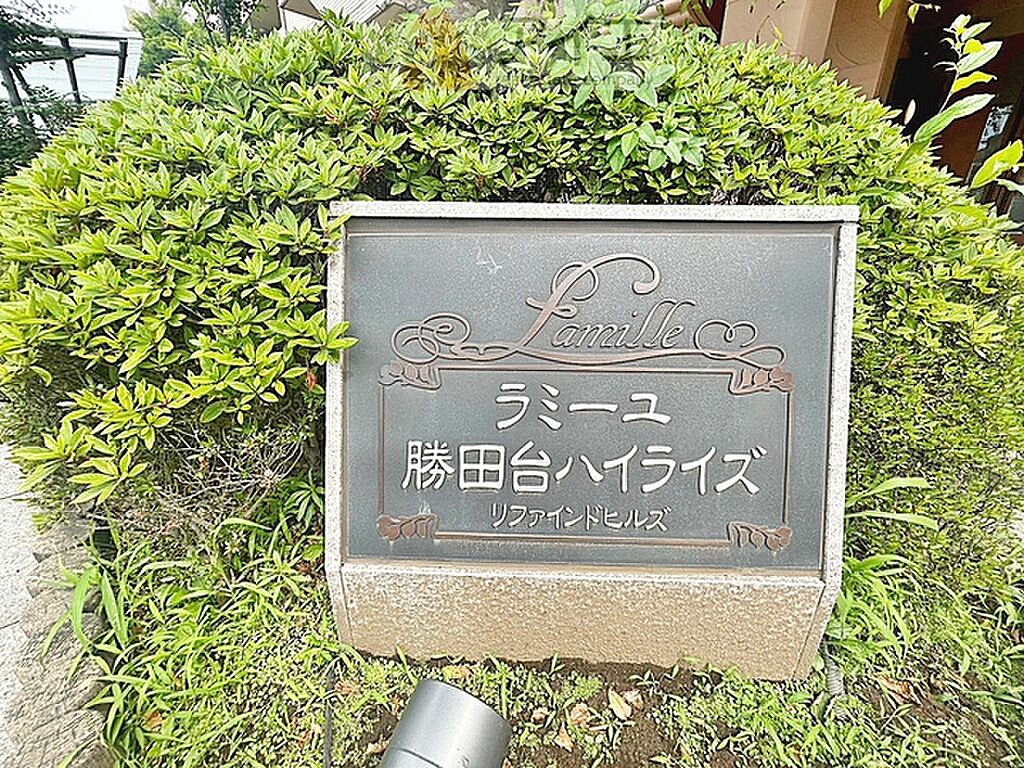 Lamille
ラミーユ
勝田台ハイライズ
リファインドヒルズ